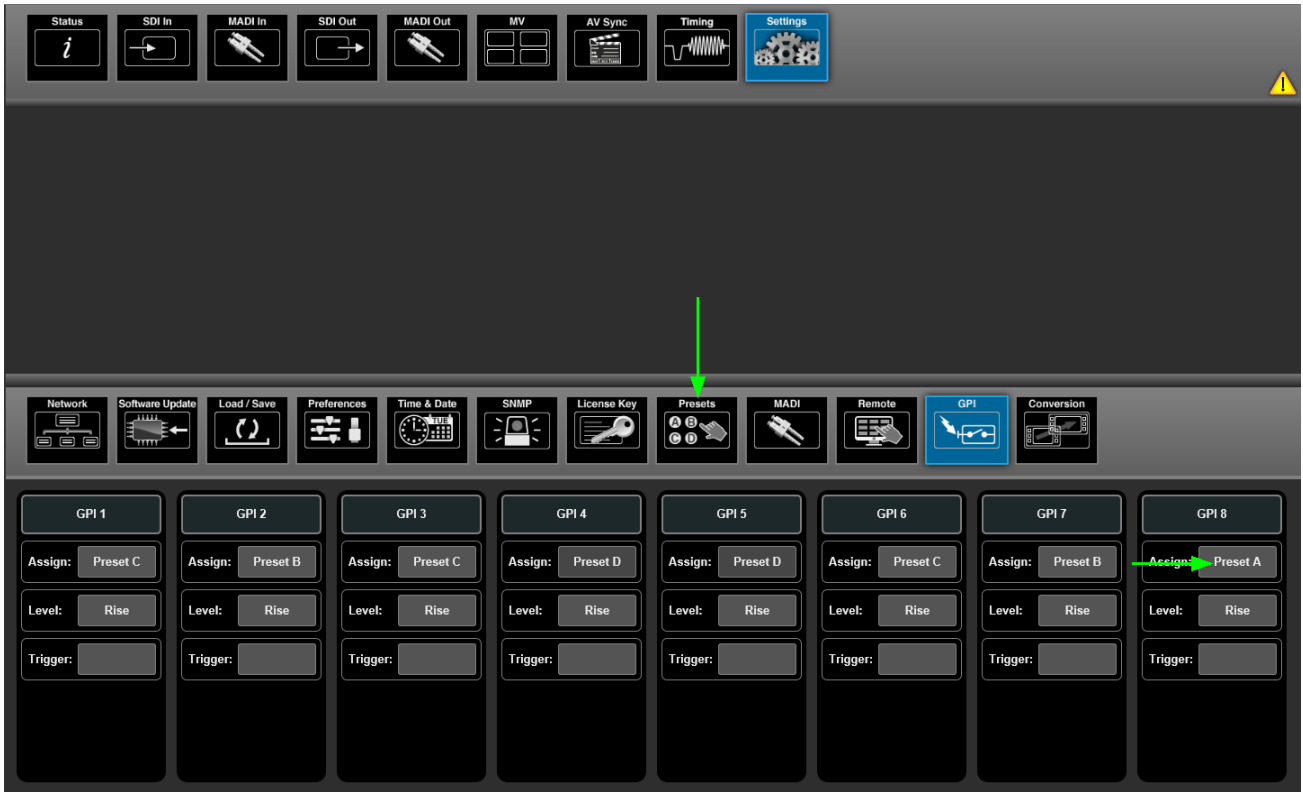 Status SDI In MADI In SDI Out MADI Out MV AV Sync Timing Settings
Network Software Update Load / Save Preferences Time & Date SNMP License Key Presets MADI Remote GPI Conversion
TUE
A B
C D
GPI 1 GPI 2 GPI 3 GPI 4 GPI 5 GPI 6 GPI 7 GPI 8
Assign: Preset C Assign: Preset B Assign: Preset C Assign: Preset D Assign: Preset D Assign: Preset C Assign: Preset B Assign: Preset A
Level: Rise Level: Rise Level: Rise Level: Rise Level: Rise Level: Rise Level: Rise Level: Rise
Trigger: Trigger: Trigger: Trigger: Trigger: Trigger: Trigger: Trigger: